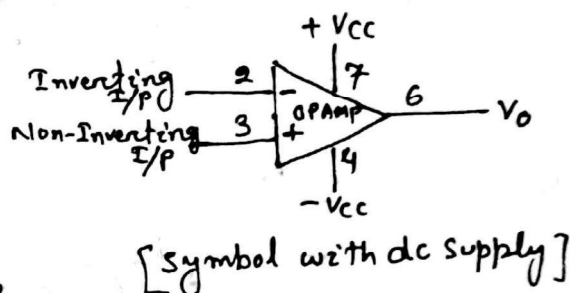 + Vcc
Inverting I/P 2 - 7
OPAMP 6 Vo
Non-Inverting I/P 3 +
4
- Vcc
[Symbol with dc supply]